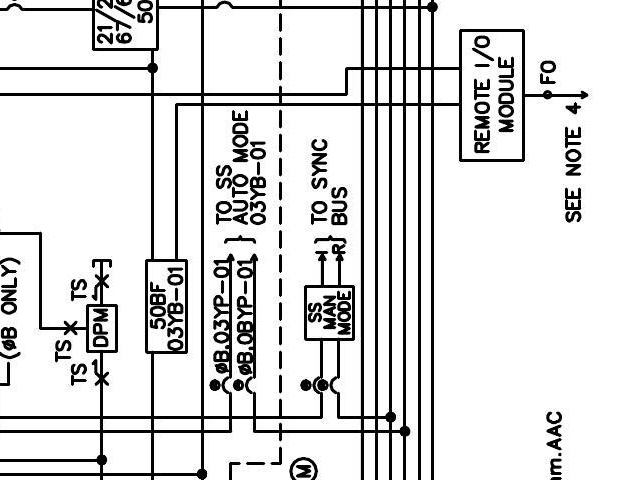 21/2
67/6
50
REMOTE I/O
MODULE
FO
SEE NOTE 4
TO SS
AUTO MODE
03YB-01
TO SYNC
BUS
I
R
(øB ONLY)
TS
TS
TS
DPM
50BF
03YB-01
øB.03YP-01
øB.0BYP-01
SS
MAN
MODE
M
m.AAC